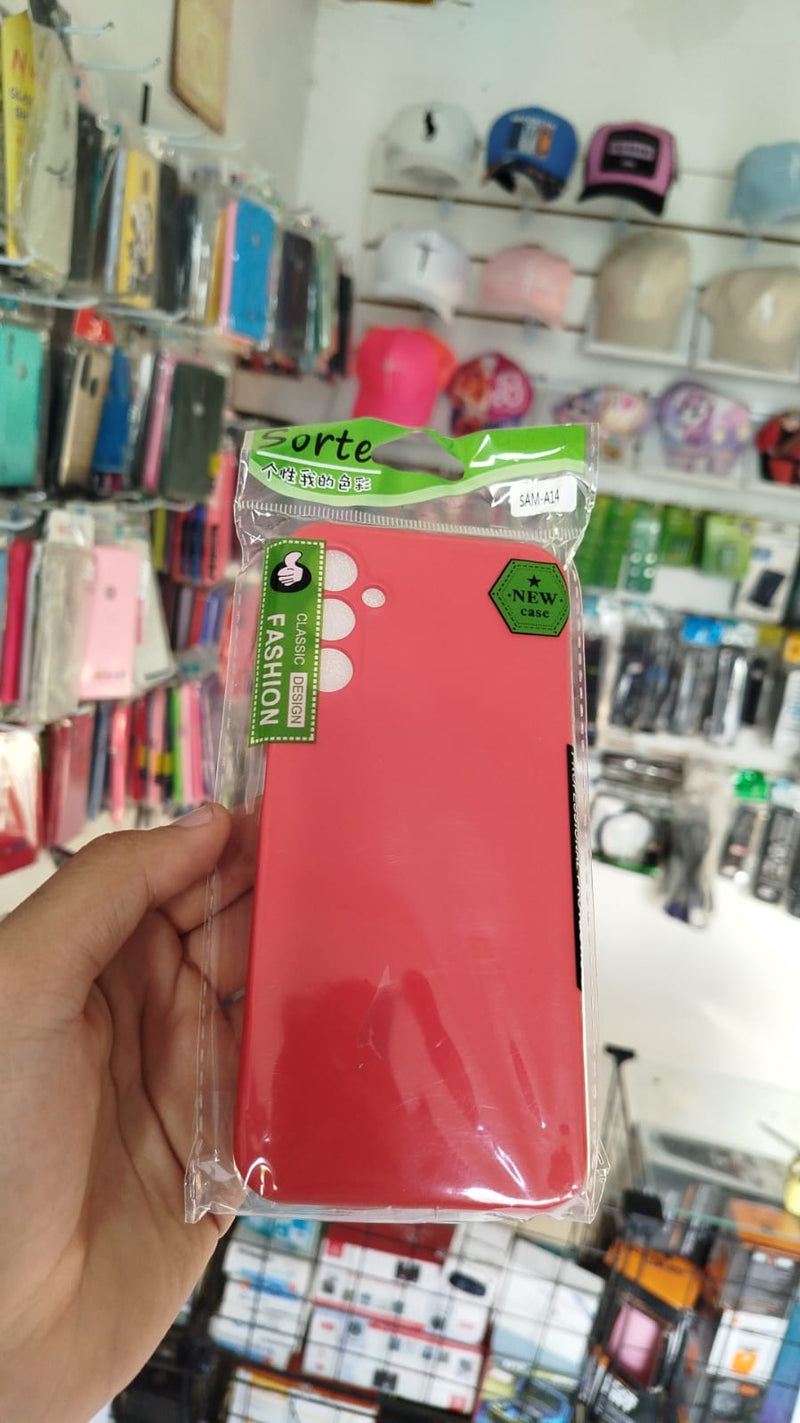 Sorte
个性我的色彩
SAM-A14
NEW
case
CLASSIC DESIGN
FASHION